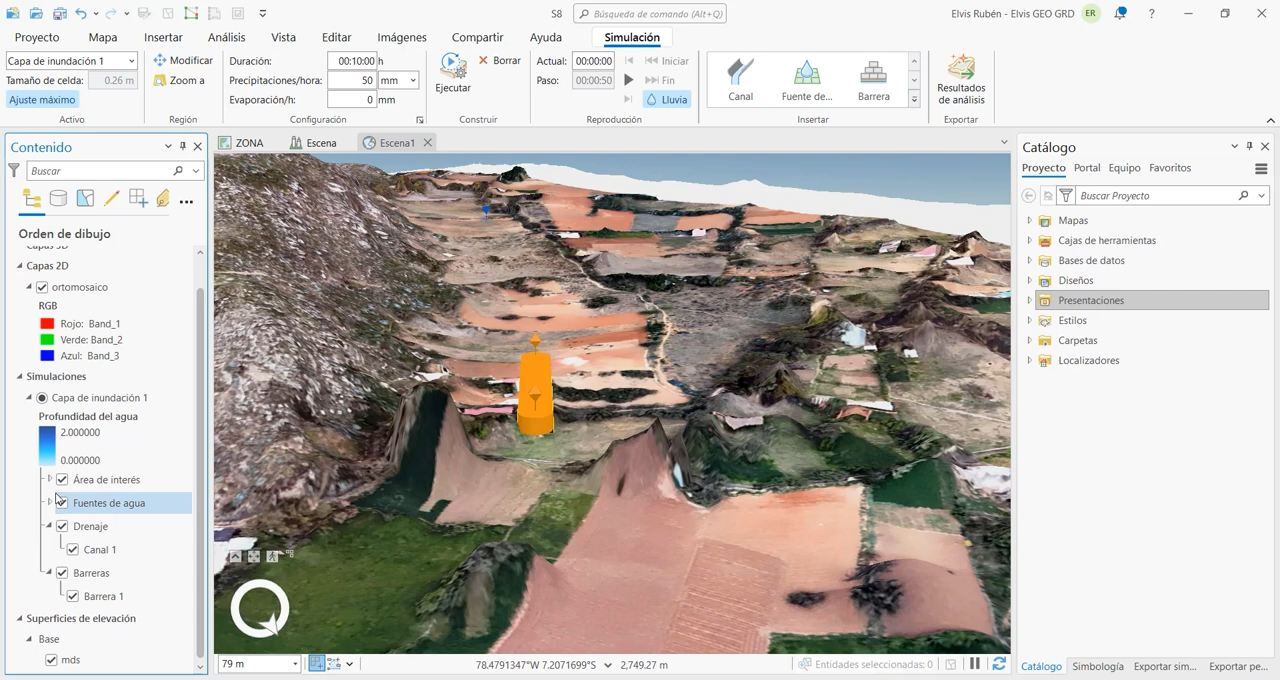 S8
Búsqueda de comando (Alt+Q)
Elvis Rubén - Elvis GEO GRD
ER
?
Proyecto
Mapa
Insertar
Análisis
Vista
Editar
Imágenes
Compartir
Ayuda
Simulación
Capa de inundación 1
Tamaño de celda: 0.26 m
Ajuste máximo
Activo
Modificar
Zoom a
Región
Duración: 00:10:00 h
Precipitaciones/hora: 50 mm
Evaporación/h: 0 mm
Configuración
Ejecutar
Borrar
Construir
Actual: 00:00:00 Iniciar
Paso: 00:00:50 Fin
Lluvia
Reproducción
Canal
Fuente de...
Barrera
Insertar
Resultados
de análisis
Exportar
Contenido
Buscar
Orden de dibujo
Capas 3D
Capas 2D
ortomosaico
RGB
Rojo: Band_1
Verde: Band_2
Azul: Band_3
Simulaciones
Capa de inundación 1
Profundidad del agua
2.000000
0.000000
Área de interés
Fuentes de agua
Drenaje
Canal 1
Barreras
Barrera 1
Superficies de elevación
Base
mds
ZONA
Escena
Escena1
79 m
78.4791347°W 7.2071699°S
2,749.27 m
Entidades seleccionadas: 0
Catálogo
Proyecto
Portal
Equipo
Favoritos
Buscar Proyecto
Mapas
Cajas de herramientas
Bases de datos
Diseños
Presentaciones
Estilos
Carpetas
Localizadores
Catálogo
Simbología
Exportar sim...
Exportar pe...